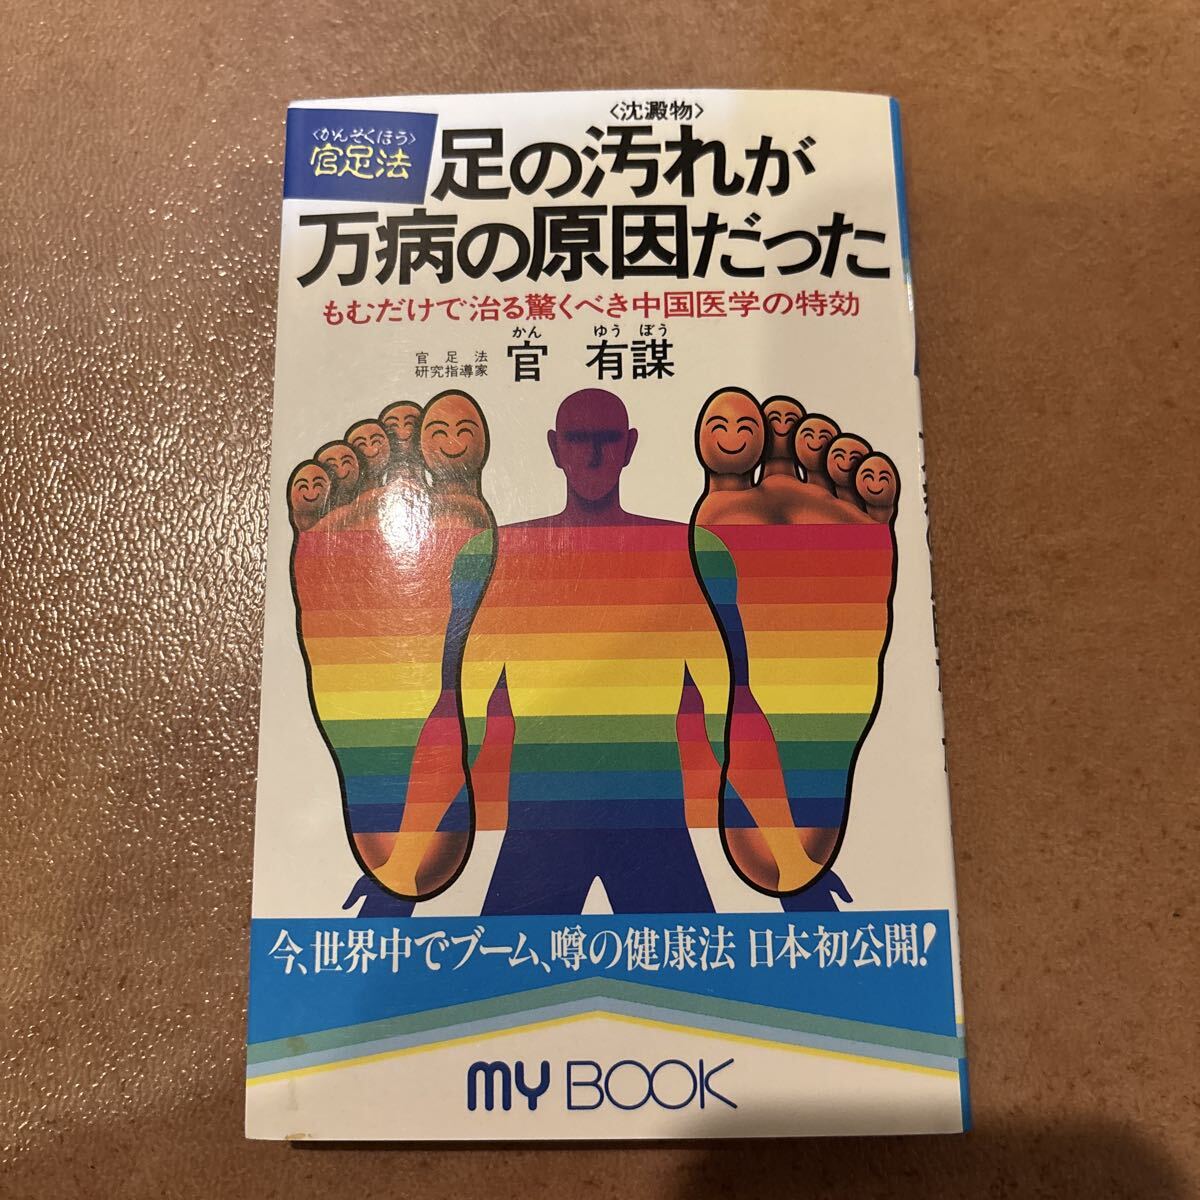 〈かんそくほう〉
官足法
〈沈澱物〉
足の汚れが
万病の原因だった
もむだけで治る驚くべき中国医学の特効
官足法
研究指導家
かん ゆう ぼう
官 有謀
今、世界中でブーム、噂の健康法 日本初公開!
my BOOK